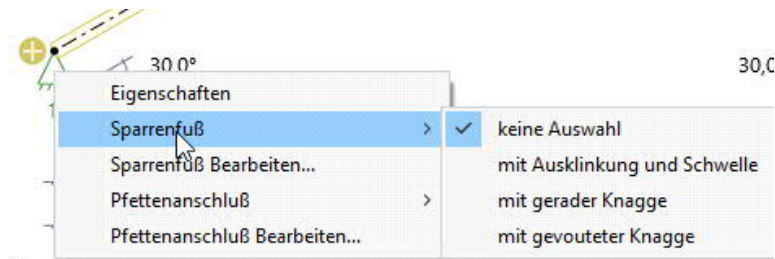 30,0°
30,0
Eigenschaften
Sparrenfuß
keine Auswahl
Sparrenfuß Bearbeiten...
mit Ausklinkung und Schwelle
Pfettenanschluß
mit gerader Knagge
Pfettenanschluß Bearbeiten...
mit gevouteter Knagge